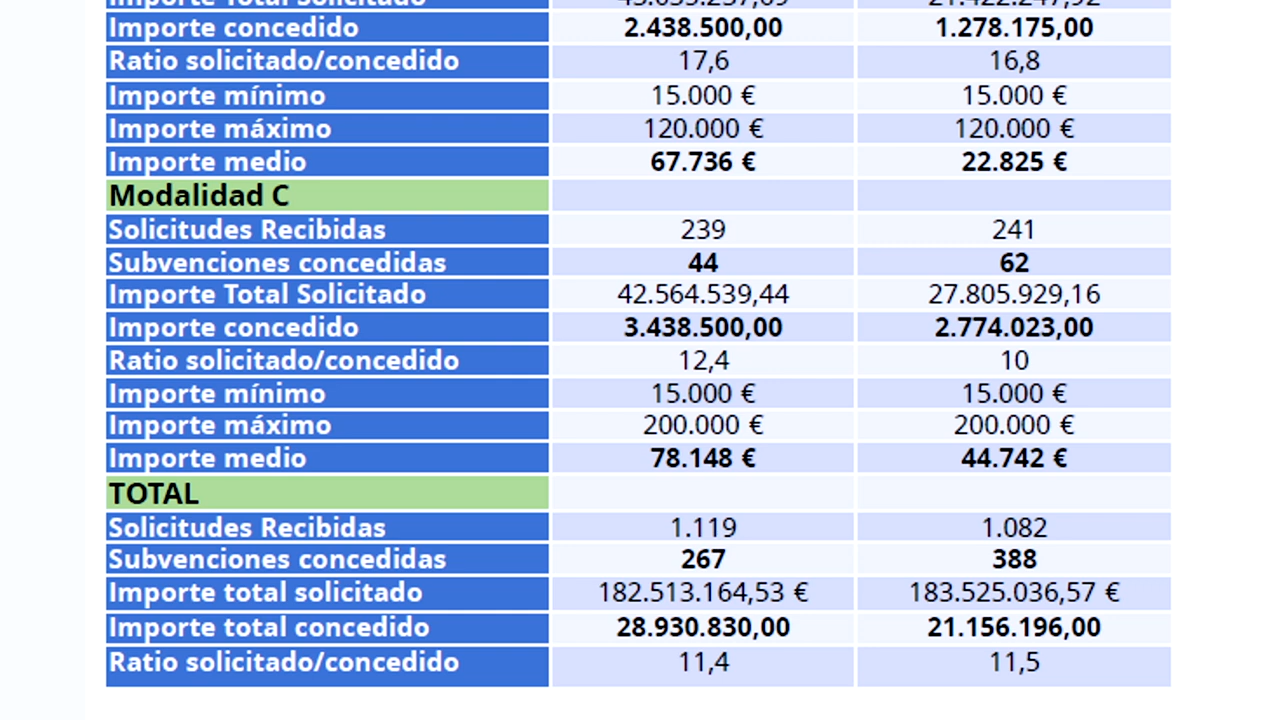 Importe Total Solicitado
Importe concedido 2.438.500,00 1.278.175,00
Ratio solicitado/concedido 17,6 16,8
Importe mínimo 15.000 € 15.000 €
Importe máximo 120.000 € 120.000 €
Importe medio 67.736 € 22.825 €
Modalidad C
Solicitudes Recibidas 239 241
Subvenciones concedidas 44 62
Importe Total Solicitado 42.564.539,44 27.805.929,16
Importe concedido 3.438.500,00 2.774.023,00
Ratio solicitado/concedido 12,4 10
Importe mínimo 15.000 € 15.000 €
Importe máximo 200.000 € 200.000 €
Importe medio 78.148 € 44.742 €
TOTAL
Solicitudes Recibidas 1.119 1.082
Subvenciones concedidas 267 388
Importe total solicitado 182.513.164,53 € 183.525.036,57 €
Importe total concedido 28.930.830,00 21.156.196,00
Ratio solicitado/concedido 11,4 11,5